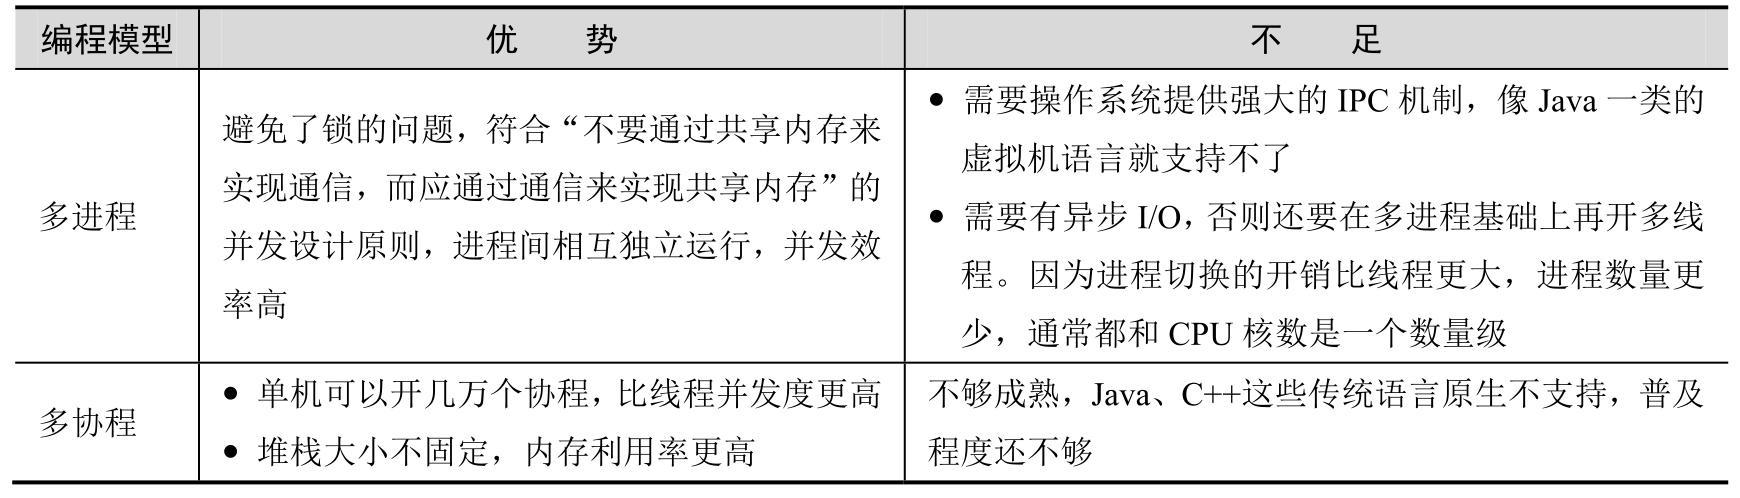 编程模型
优 势
不 足
多进程
避免了锁的问题，符合“不要通过共享内存来
实现通信，而应通过通信来实现共享内存”的
并发设计原则，进程间相互独立运行，并发效
率高
● 需要操作系统提供强大的 IPC 机制，像 Java 一类的
虚拟机语言就支持不了
● 需要有异步 I/O，否则还要在多进程基础上再开多线
程。因为进程切换的开销比线程更大，进程数量更
少，通常都和 CPU 核数是一个数量级
多协程
● 单机可以开几万个协程，比线程并发度更高
● 堆栈大小不固定，内存利用率更高
不够成熟，Java、C++这些传统语言原生不支持，普及
程度还不够